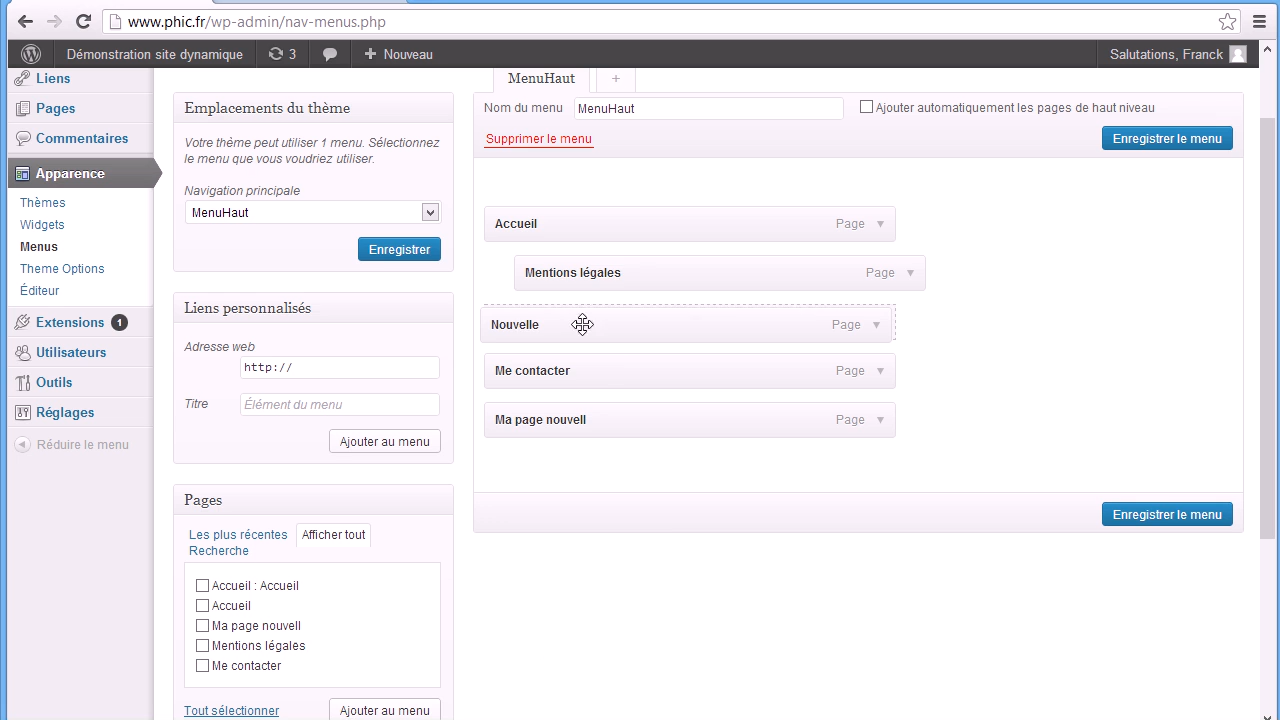 www.phic.fr/wp-admin/nav-menus.php
Démonstration site dynamique
3
Nouveau
Salutations, Franck
Liens
Pages
Commentaires
Apparence
Thèmes
Widgets
Menus
Theme Options
Éditeur
Extensions 1
Utilisateurs
Outils
Réglages
Réduire le menu
Emplacements du thème
Votre thème peut utiliser 1 menu. Sélectionnez
le menu que vous voudriez utiliser.
Navigation principale
MenuHaut
Enregistrer
Liens personnalisés
Adresse web
http://
Titre
Élément du menu
Ajouter au menu
Pages
Les plus récentes
Afficher tout
Recherche
Accueil : Accueil
Accueil
Ma page nouvell
Mentions légales
Me contacter
Tout sélectionner
Ajouter au menu
MenuHaut
+
Nom du menu
MenuHaut
Ajouter automatiquement les pages de haut niveau
Supprimer le menu
Enregistrer le menu
Accueil
Page
Mentions légales
Page
Nouvelle
Page
Me contacter
Page
Ma page nouvell
Page
Enregistrer le menu